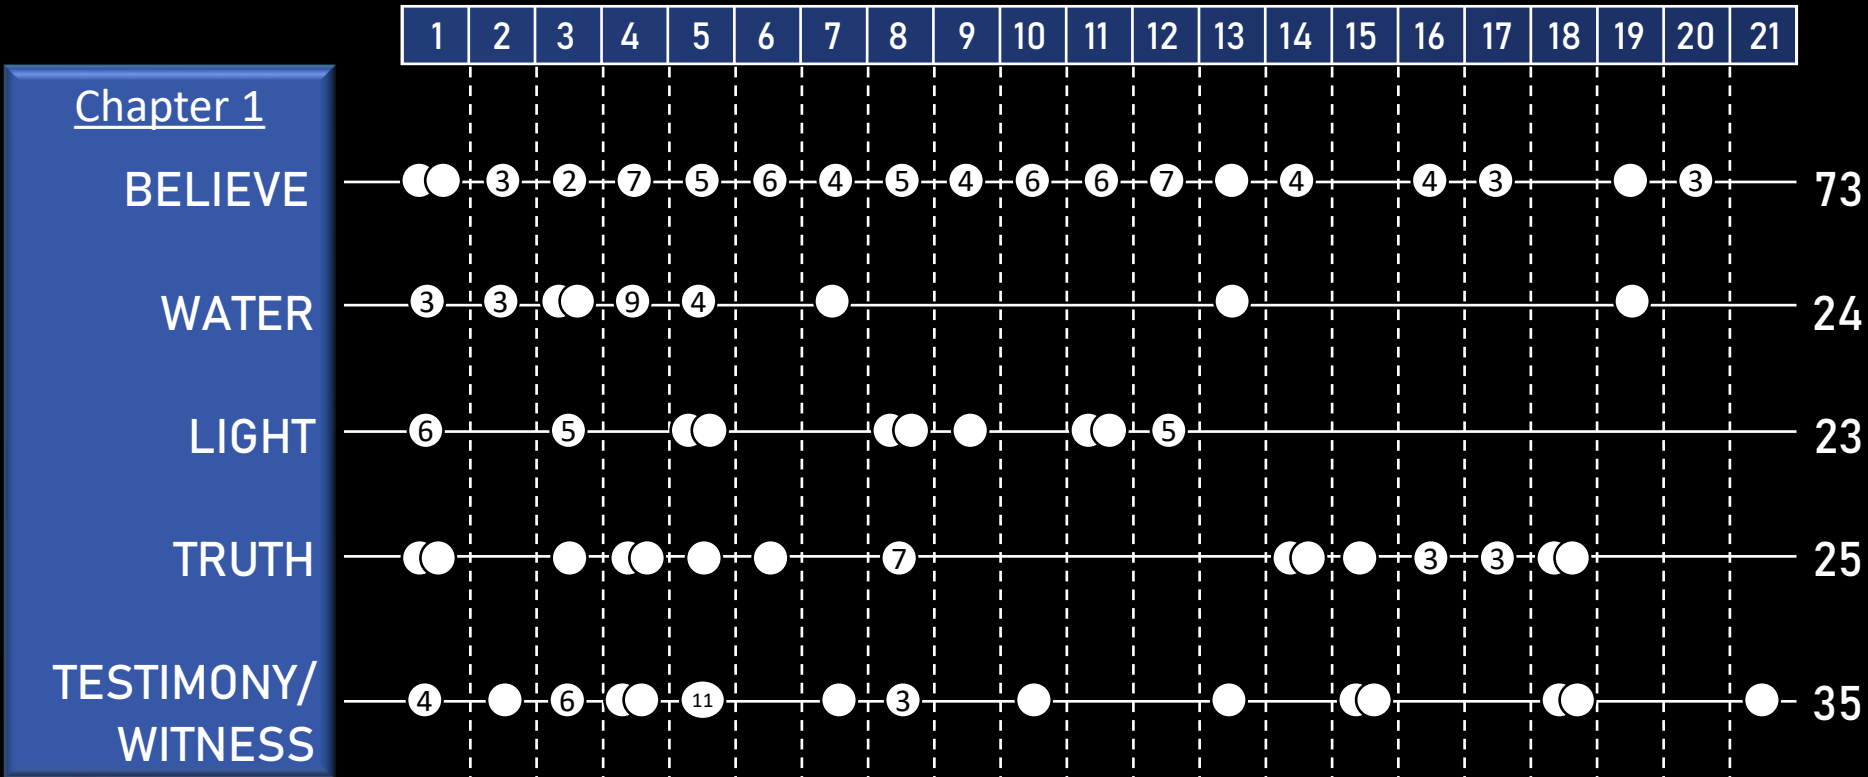 1 2 3 4 5 6 7 8 9 10 11 12 13 14 15 16 17 18 19 20 21
Chapter 1
BELIEVE 3 2 7 5 6 4 5 4 6 6 7 4 4 3 3 73
WATER 3 3 9 4 24
LIGHT 6 5 5 23
TRUTH 7 3 3 25
TESTIMONY/
WITNESS 4 6 11 3 35